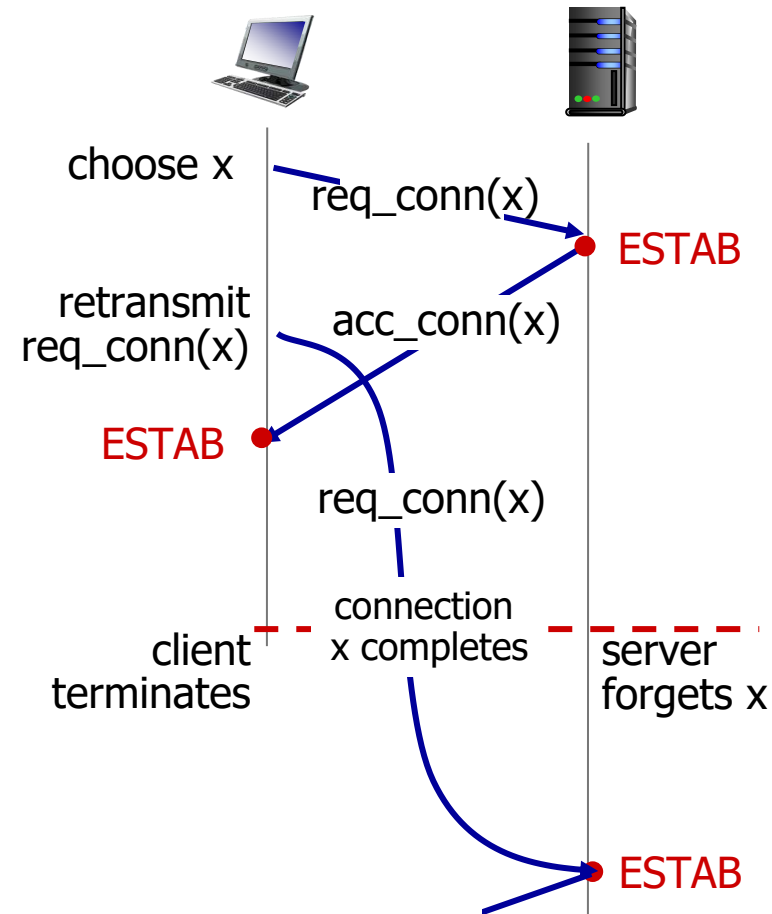 choose x
req_conn(x)
ESTAB
retransmit
req_conn(x)
acc_conn(x)
ESTAB
req_conn(x)
connection
x completes
client
terminates
server
forgets x
ESTAB